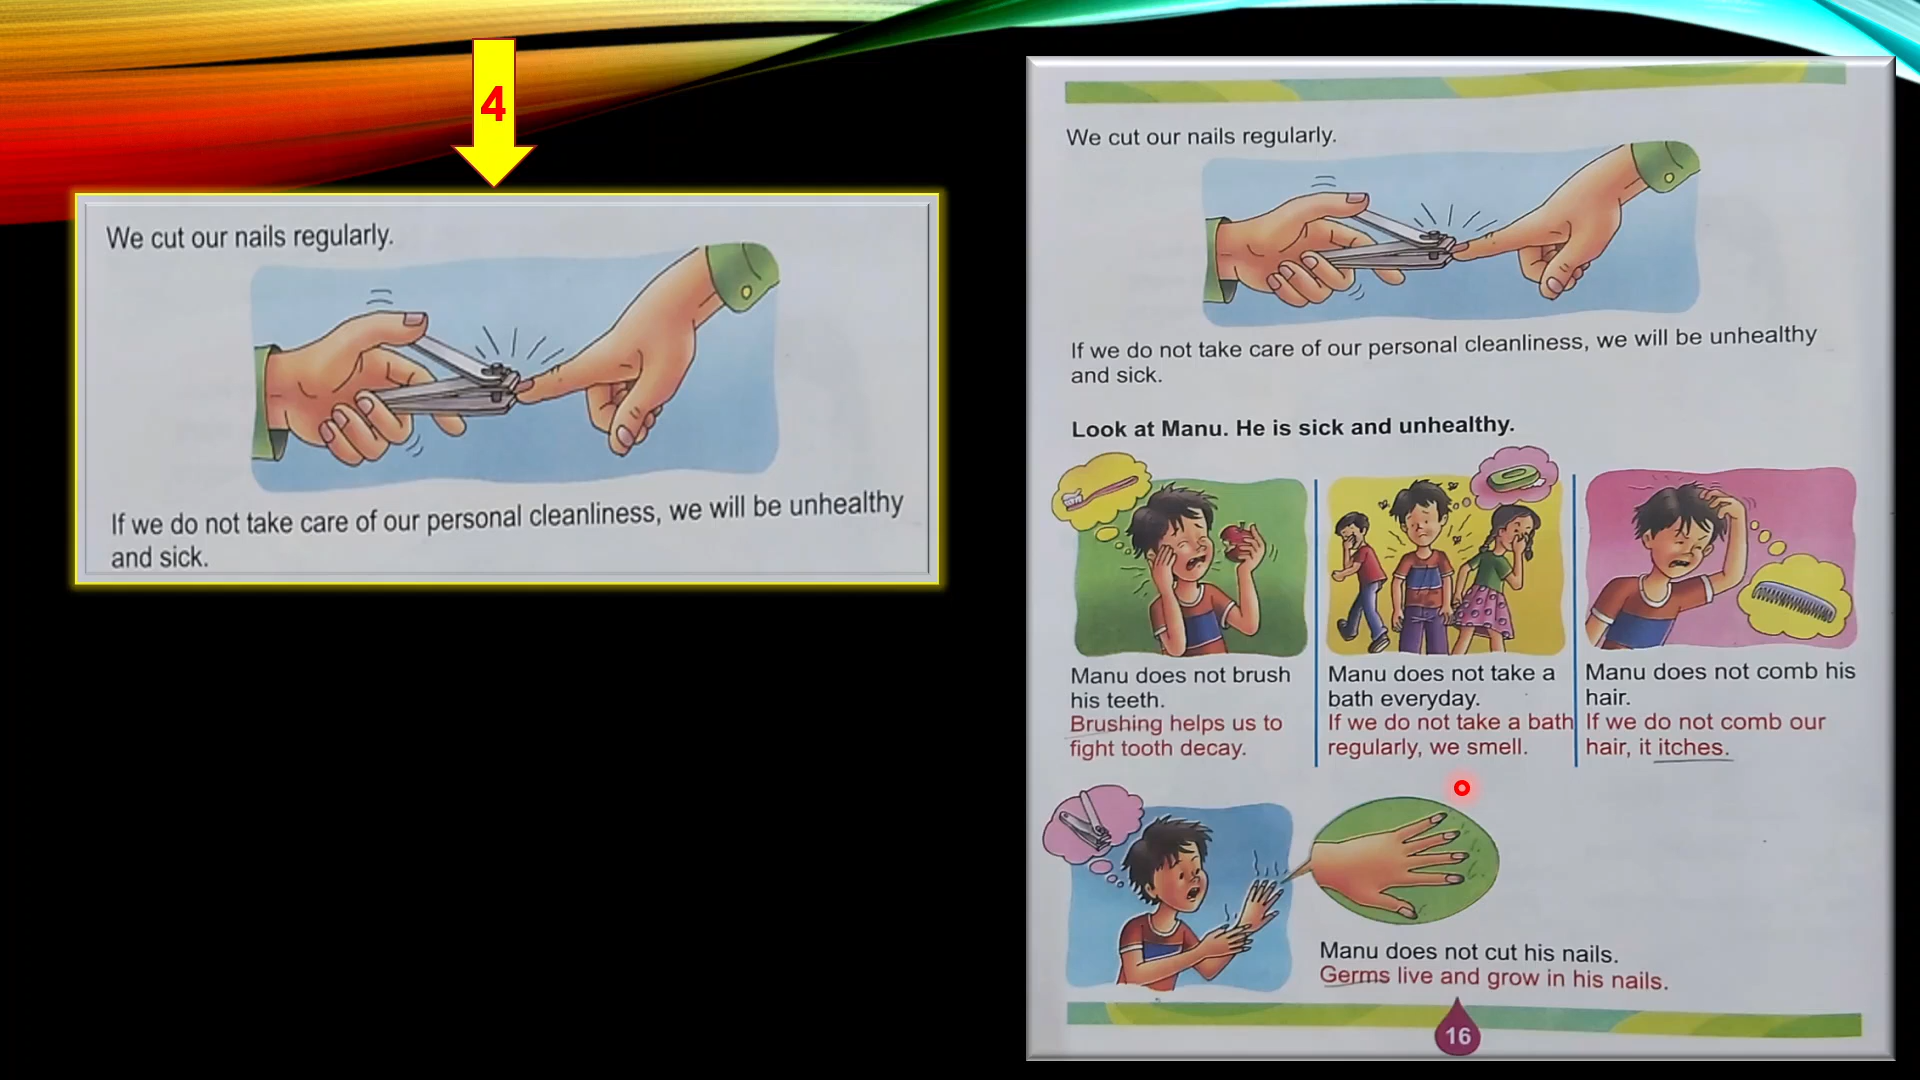 4
We cut our nails regularly.
If we do not take care of our personal cleanliness, we will be unhealthy
and sick.
We cut our nails regularly.
If we do not take care of our personal cleanliness, we will be unhealthy
and sick.
Look at Manu. He is sick and unhealthy.
Manu does not brush
his teeth.
Brushing helps us to
fight tooth decay.
Manu does not take a
bath everyday.
If we do not take a bath
regularly, we smell.
Manu does not comb his
hair.
If we do not comb our
hair, it itches.
Manu does not cut his nails.
Germs live and grow in his nails.
16